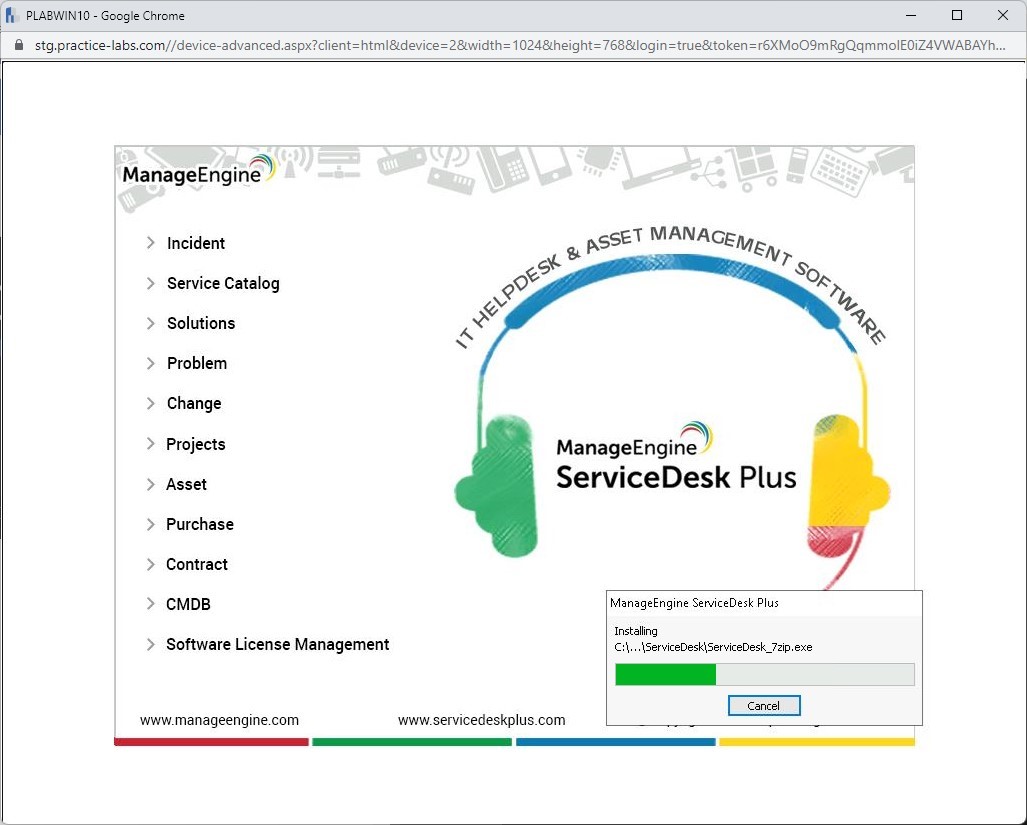 PLABWIN10 - Google Chrome
stg.practice-labs.com//device-advanced.aspx?client=html&device=2&width=1024&height=768&login=true&token=r6XMoO9mRgQqmmoIE0iZ4VWABAYh...
ManageEngine
Incident
Service Catalog
Solutions
Problem
Change
Projects
Asset
Purchase
Contract
CMDB
Software License Management
IT HELPDESK & ASSET MANAGEMENT SOFTWARE
ManageEngine
ServiceDesk Plus
ManageEngine ServiceDesk Plus
Installing
C:\...\ServiceDesk\ServiceDesk_7zip.exe
Cancel
www.manageengine.com
www.servicedeskplus.com